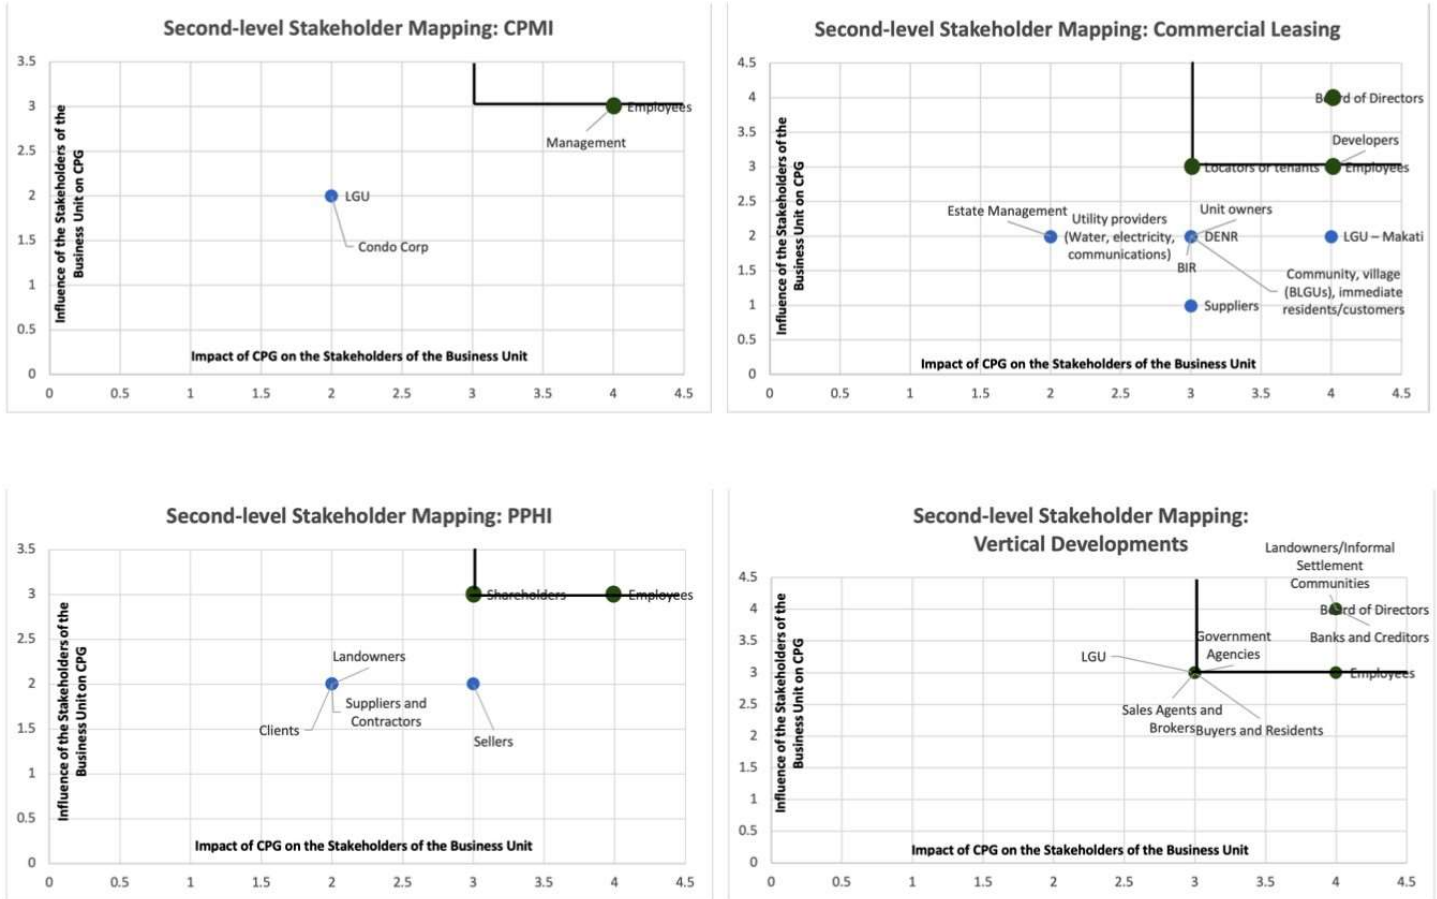 Second-level Stakeholder Mapping: CPMI
3.5
3
2.5
2
1.5
1
0.5
0
Influence of the Stakeholders of the
Business Unit on CPG
Employees
Management
LGU
Condo Corp
Impact of CPG on the Stakeholders of the Business Unit
0 0.5 1 1.5 2 2.5 3 3.5 4 4.5
Second-level Stakeholder Mapping: Commercial Leasing
4.5
4
3.5
3
2.5
2
1.5
1
0.5
0
Influence of the Stakeholders of the
Business Unit on CPG
Board of Directors
Developers
Locators or tenants
Employees
Estate Management
Utility providers
(Water, electricity,
communications)
Unit owners
DENR
BIR
LGU – Makati
Community, village
(BLGUs), immediate
residents/customers
Suppliers
Impact of CPG on the Stakeholders of the Business Unit
0 0.5 1 1.5 2 2.5 3 3.5 4 4.5
Second-level Stakeholder Mapping: PPHI
3.5
3
2.5
2
1.5
1
0.5
0
Influence of the Stakeholders of the
Business Unit on CPG
Shareholders
Employees
Landowners
Suppliers and
Contractors
Clients
Sellers
Impact of CPG on the Stakeholders of the Business Unit
0 0.5 1 1.5 2 2.5 3 3.5 4 4.5
Second-level Stakeholder Mapping:
Vertical Developments
4.5
4
3.5
3
2.5
2
1.5
1
0.5
0
Influence of the Stakeholders of the
Business Unit on CPG
Landowners/Informal
Settlement
Communities
Board of Directors
Banks and Creditors
Government
Agencies
LGU
Employees
Sales Agents and
Brokers
Buyers and Residents
Impact of CPG on the Stakeholders of the Business Unit
0 0.5 1 1.5 2 2.5 3 3.5 4 4.5